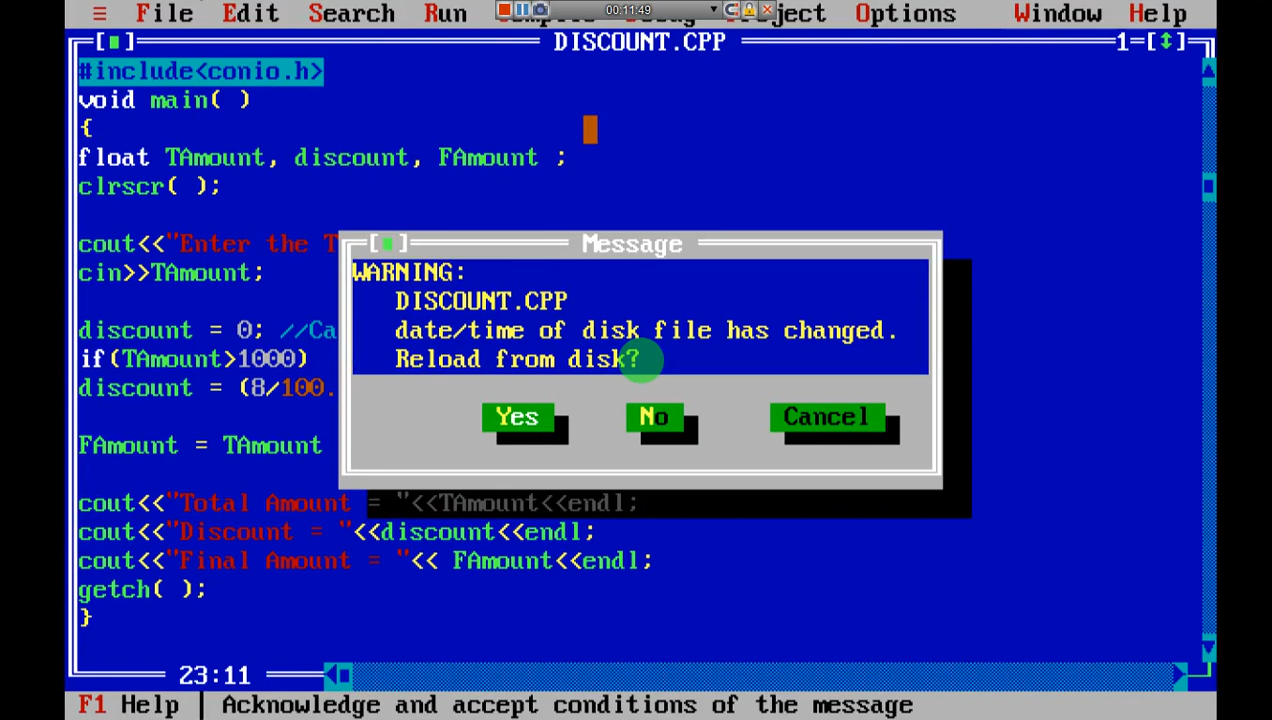 ≡ File Edit Search Run Compile Debug Project Options Window Help
00:11:49
[■] DISCOUNT.CPP 1=[↕]
#include<conio.h>
void main( )
{
float TAmount, discount, FAmount ;
clrscr( );
cout<<"Enter the T
cin>>TAmount;
discount = 0; //Ca
if(TAmount>1000)
discount = (8/100.
FAmount = TAmount
cout<<"Total Amount = "<<TAmount<<endl;
cout<<"Discount = "<<discount<<endl;
cout<<"Final Amount = "<< FAmount<<endl;
getch( );
}
[■] Message
WARNING:
DISCOUNT.CPP
date/time of disk file has changed.
Reload from disk?
Yes No Cancel
23:11
F1 Help | Acknowledge and accept conditions of the message